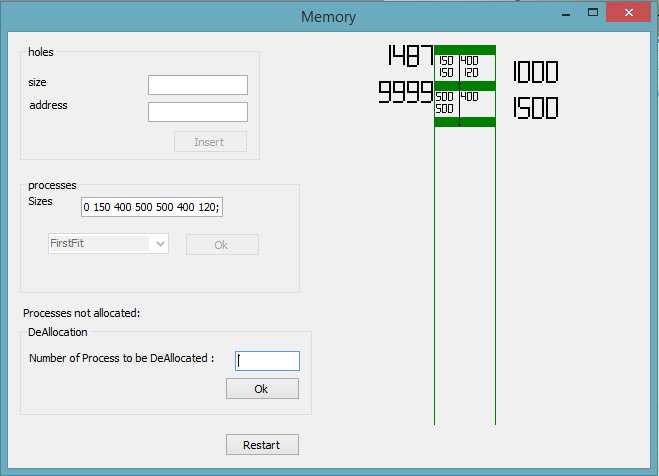 Memory
holes
size
address
Insert
processes
Sizes
0 150 400 500 500 400 120;
FirstFit
Ok
Processes not allocated:
DeAllocation
Number of Process to be DeAllocated :
Ok
Restart
1487
150 400
150 120
1000
9999
500 400
500
1500